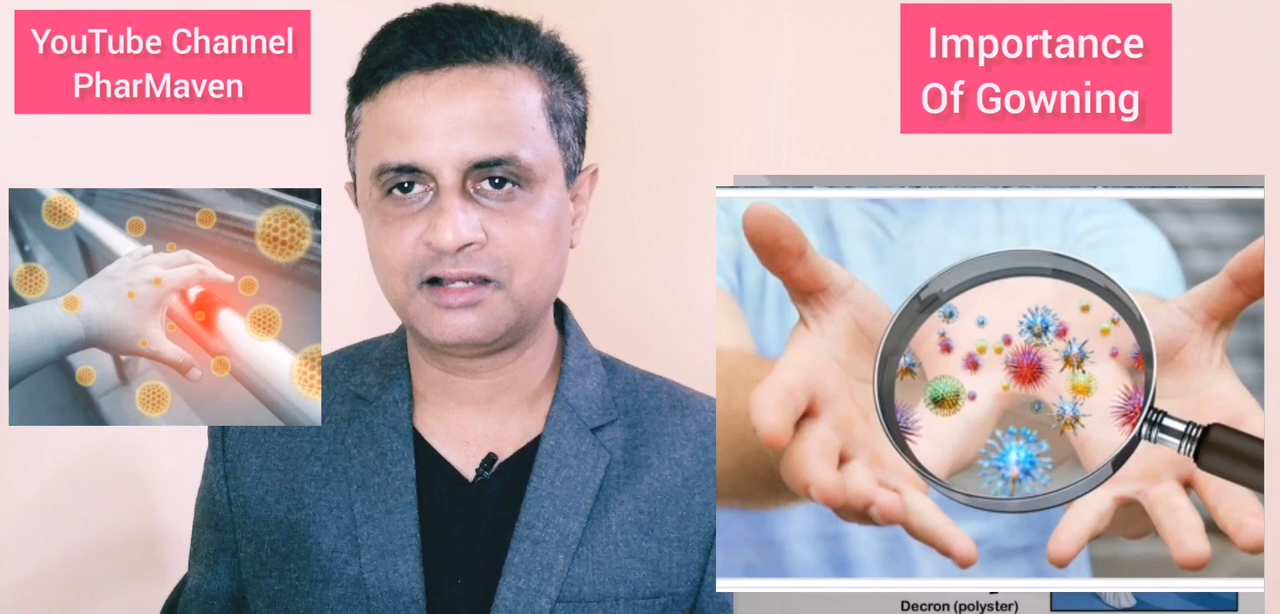 YouTube Channel
PharMaven
Importance
Of Gowning
Decron (polyster)